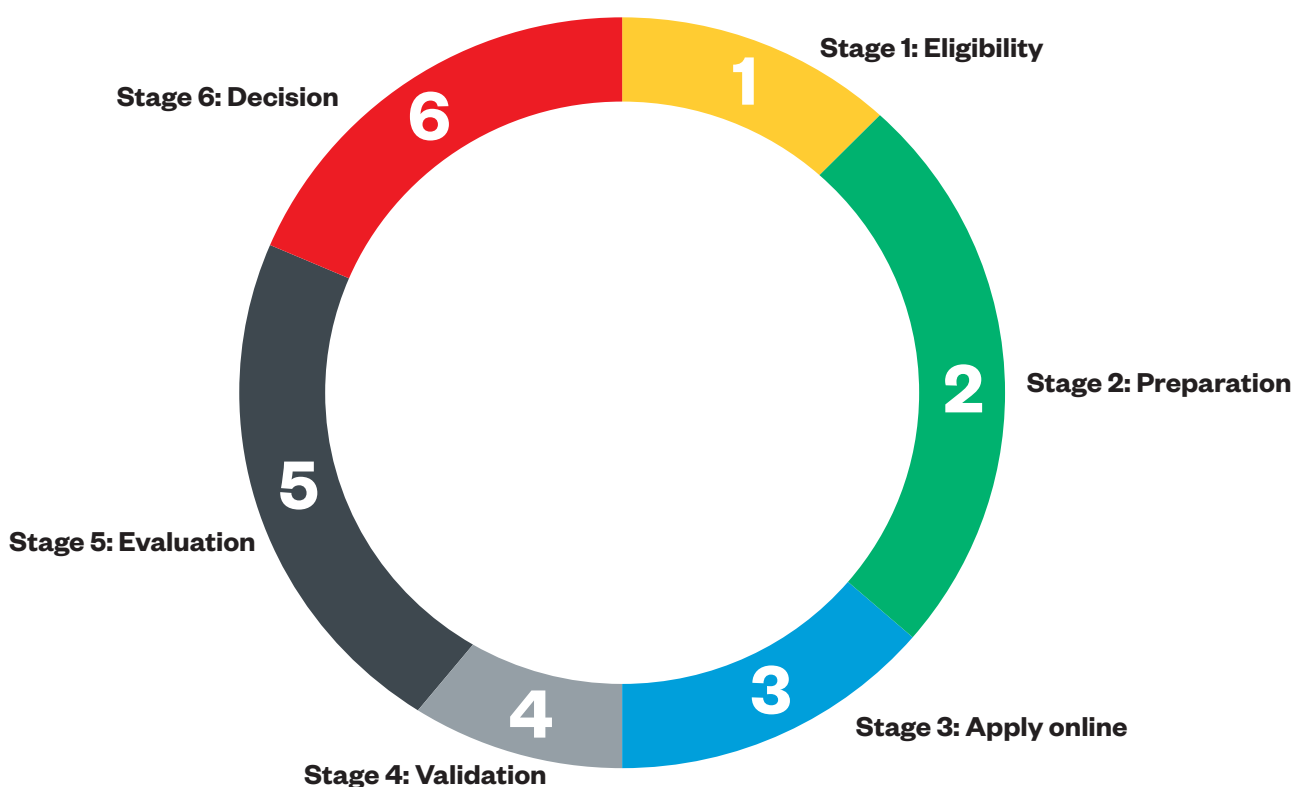 1
Stage 1: Eligibility
2
Stage 2: Preparation
3
Stage 3: Apply online
4
Stage 4: Validation
5
Stage 5: Evaluation
6
Stage 6: Decision